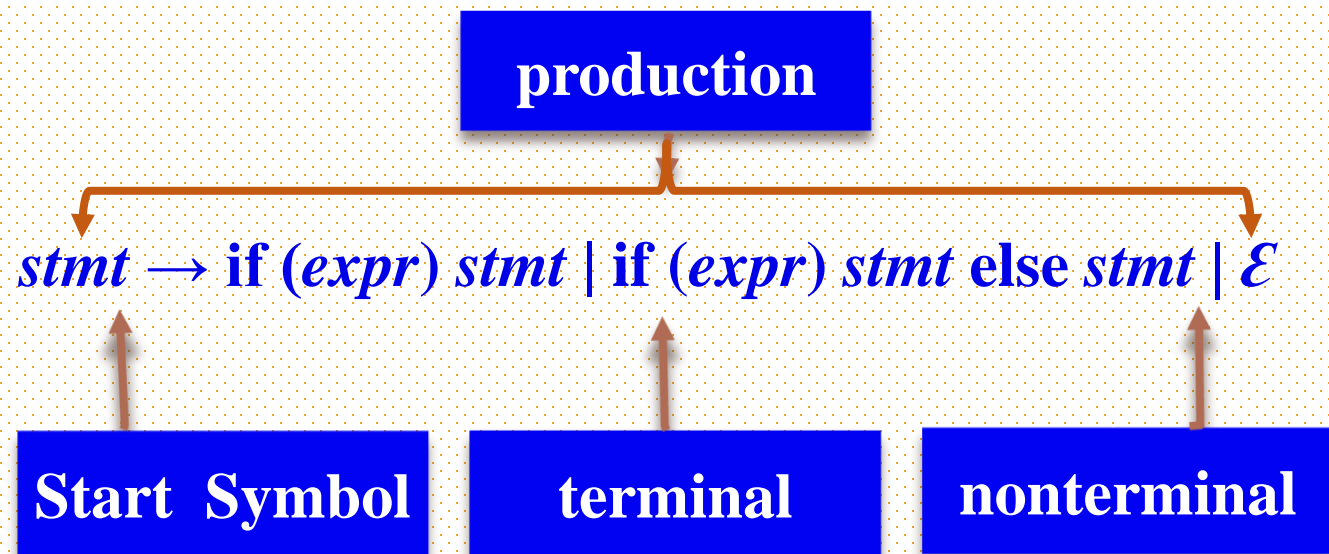 production
stmt → if (expr) stmt | if (expr) stmt else stmt | ℰ
Start Symbol
terminal
nonterminal